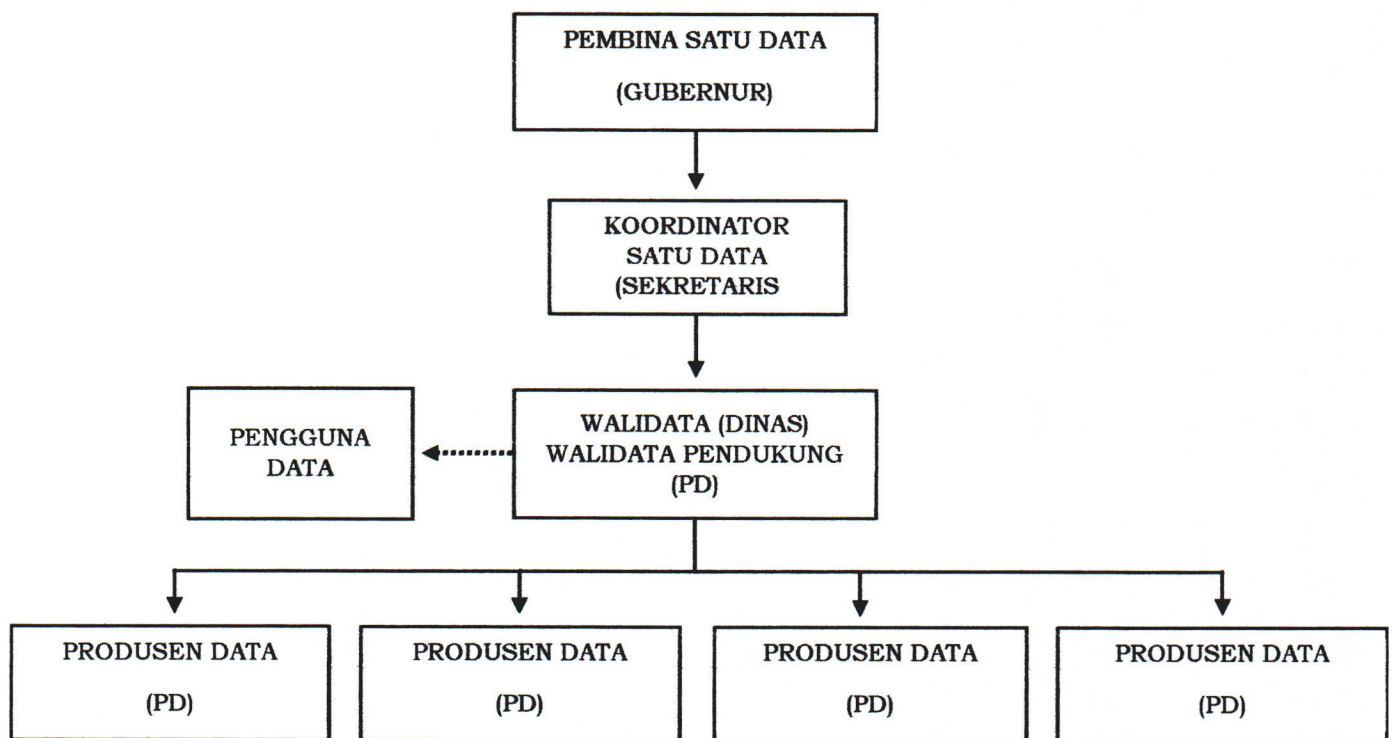 PEMBINA SATU DATA
(GUBERNUR)
KOORDINATOR
SATU DATA
(SEKRETARIS
PENGGUNA
DATA
WALIDATA (DINAS)
WALIDATA PENDUKUNG
(PD)
PRODUSEN DATA
(PD)
PRODUSEN DATA
(PD)
PRODUSEN DATA
(PD)
PRODUSEN DATA
(PD)